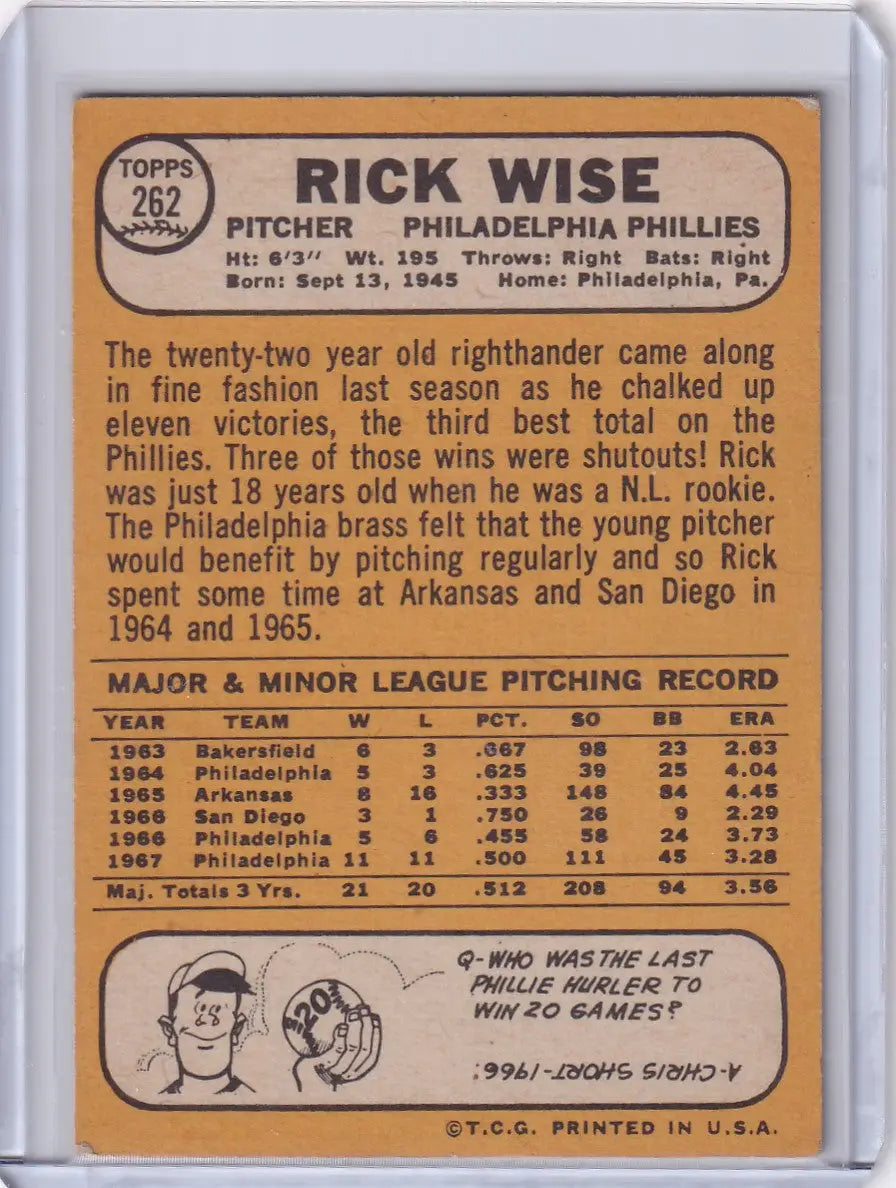 TOPPS
262
RICK WISE
PITCHER PHILADELPHIA PHILLIES
Ht: 6'3" Wt. 195 Throws: Right Bats: Right
Born: Sept 13, 1945 Home: Philadelphia, Pa.
The twenty-two year old righthander came along
in fine fashion last season as he chalked up
eleven victories, the third best total on the
Phillies. Three of those wins were shutouts! Rick
was just 18 years old when he was a N.L. rookie.
The Philadelphia brass felt that the young pitcher
would benefit by pitching regularly and so Rick
spent some time at Arkansas and San Diego in
1964 and 1965.
MAJOR & MINOR LEAGUE PITCHING RECORD
YEAR TEAM W L PCT. SO BB ERA
1963 Bakersfield 6 3 .667 98 23 2.63
1964 Philadelphia 5 3 .625 39 25 4.04
1965 Arkansas 8 16 .333 148 84 4.45
1966 San Diego 3 1 .750 26 9 2.29
1966 Philadelphia 5 6 .455 58 24 3.73
1967 Philadelphia 11 11 .500 111 45 3.28
Maj. Totals 3 Yrs. 21 20 .512 208 94 3.56
20
Q-WHO WAS THE LAST
PHILLIE HURLER TO
WIN 20 GAMES?
A-CHRIS SHORT-1966.
©T.C.G. PRINTED IN U.S.A.